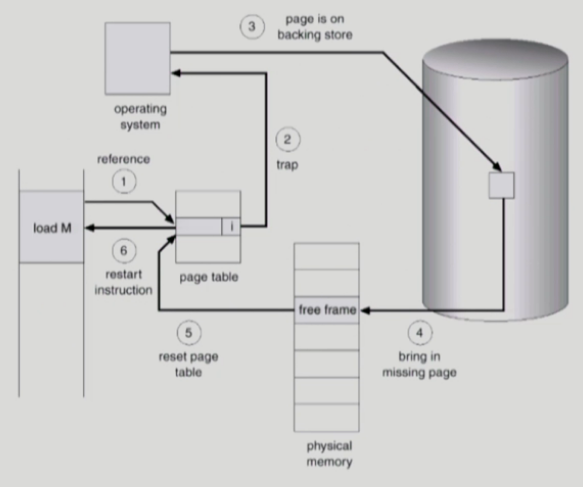 3
page is on
backing store
operating
system
2
trap
reference
1
load M
i
6
restart
instruction
page table
free frame
5
reset page
table
4
bring in
missing page
physical
memory